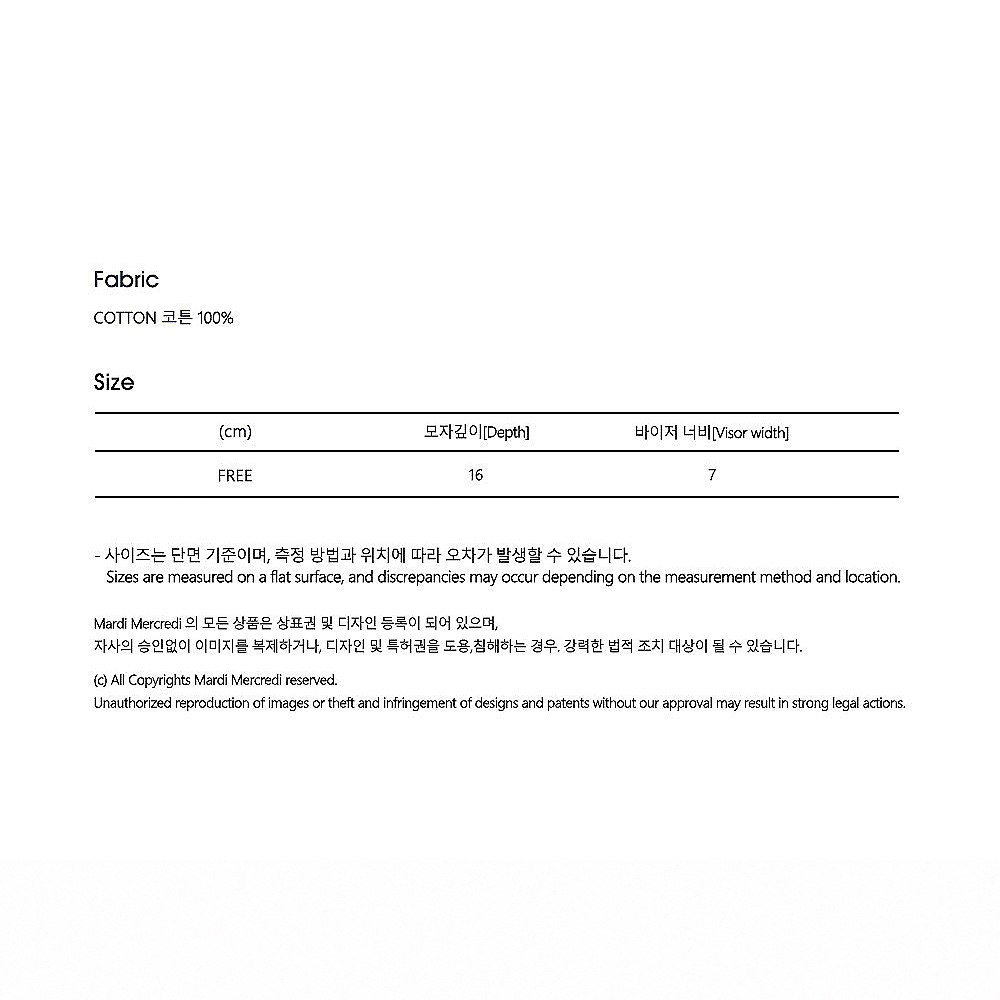 Fabric
COTTON 코튼 100%
Size
(cm) 모자깊이[Depth] 바이저 너비[Visor width]
FREE 16 7
- 사이즈는 단면 기준이며, 측정 방법과 위치에 따라 오차가 발생할 수 있습니다.
Sizes are measured on a flat surface, and discrepancies may occur depending on the measurement method and location.
Mardi Mercredi 의 모든 상품은 상표권 및 디자인 등록이 되어 있으며,
자사의 승인없이 이미지를 복제하거나, 디자인 및 특허권을 도용,침해하는 경우. 강력한 법적 조치 대상이 될 수 있습니다.
(c) All Copyrights Mardi Mercredi reserved.
Unauthorized reproduction of images or theft and infringement of designs and patents without our approval may result in strong legal actions.